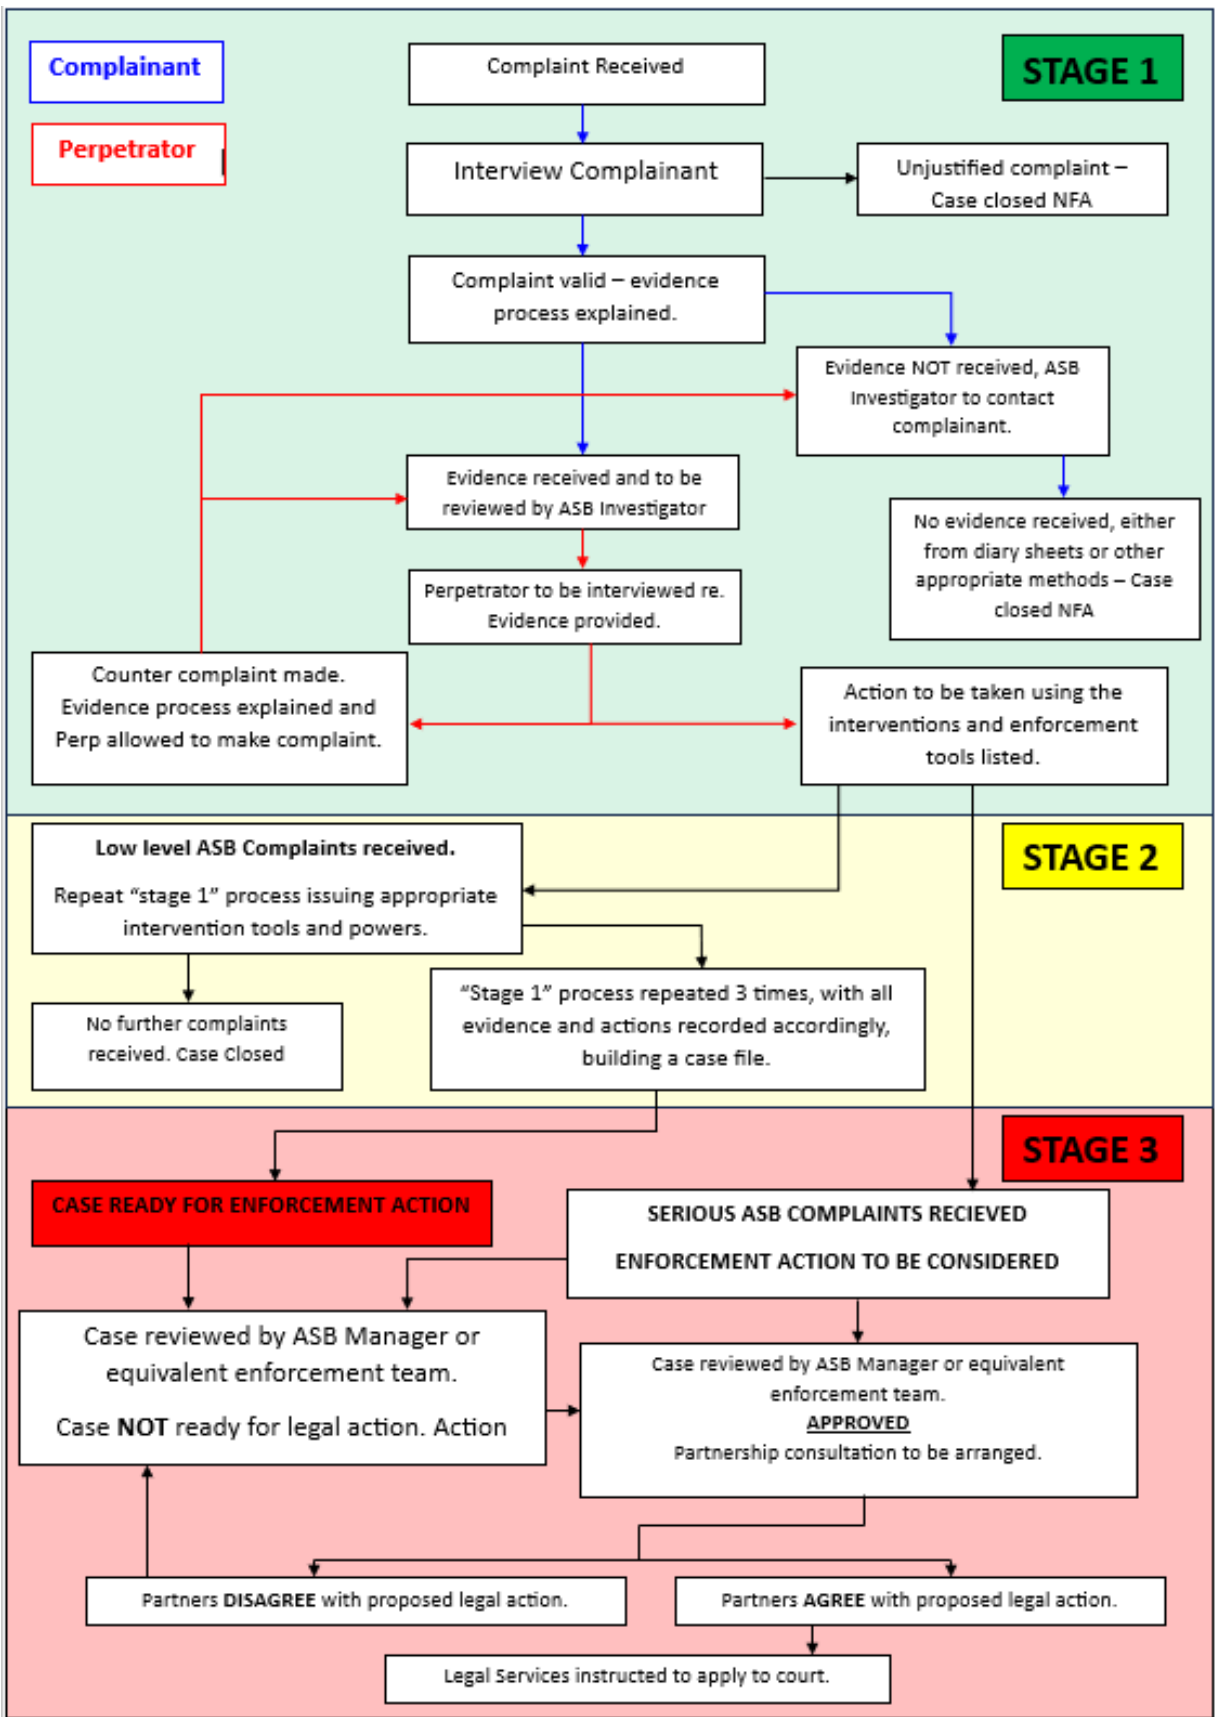 Complainant
Complaint Received
STAGE 1
Perpetrator
Interview Complainant
Unjustified complaint –
Case closed NFA
Complaint valid – evidence
process explained.
Evidence NOT received, ASB
Investigator to contact
complainant.
Evidence received and to be
reviewed by ASB Investigator
No evidence received, either
from diary sheets or other
appropriate methods – Case
closed NFA
Perpetrator to be interviewed re.
Evidence provided.
Counter complaint made.
Evidence process explained and
Perp allowed to make complaint.
Action to be taken using the
interventions and enforcement
tools listed.
STAGE 2
Low level ASB Complaints received.
Repeat “stage 1” process issuing appropriate
intervention tools and powers.
“Stage 1” process repeated 3 times, with all
evidence and actions recorded accordingly,
building a case file.
No further complaints
received. Case Closed
STAGE 3
CASE READY FOR ENFORCEMENT ACTION
SERIOUS ASB COMPLAINTS RECIEVED
ENFORCEMENT ACTION TO BE CONSIDERED
Case reviewed by ASB Manager or
equivalent enforcement team.
Case NOT ready for legal action. Action
Case reviewed by ASB Manager or equivalent
enforcement team.
APPROVED
Partnership consultation to be arranged.
Partners DISAGREE with proposed legal action.
Partners AGREE with proposed legal action.
Legal Services instructed to apply to court.